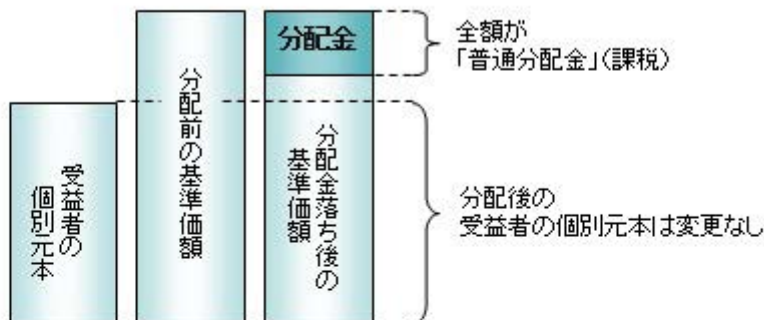 受益者の
個別元本
分配前の基準価額
分配金
分配金落ち後の
基準価額
全額が
「普通分配金」(課税)
分配後の
受益者の個別元本は変更なし